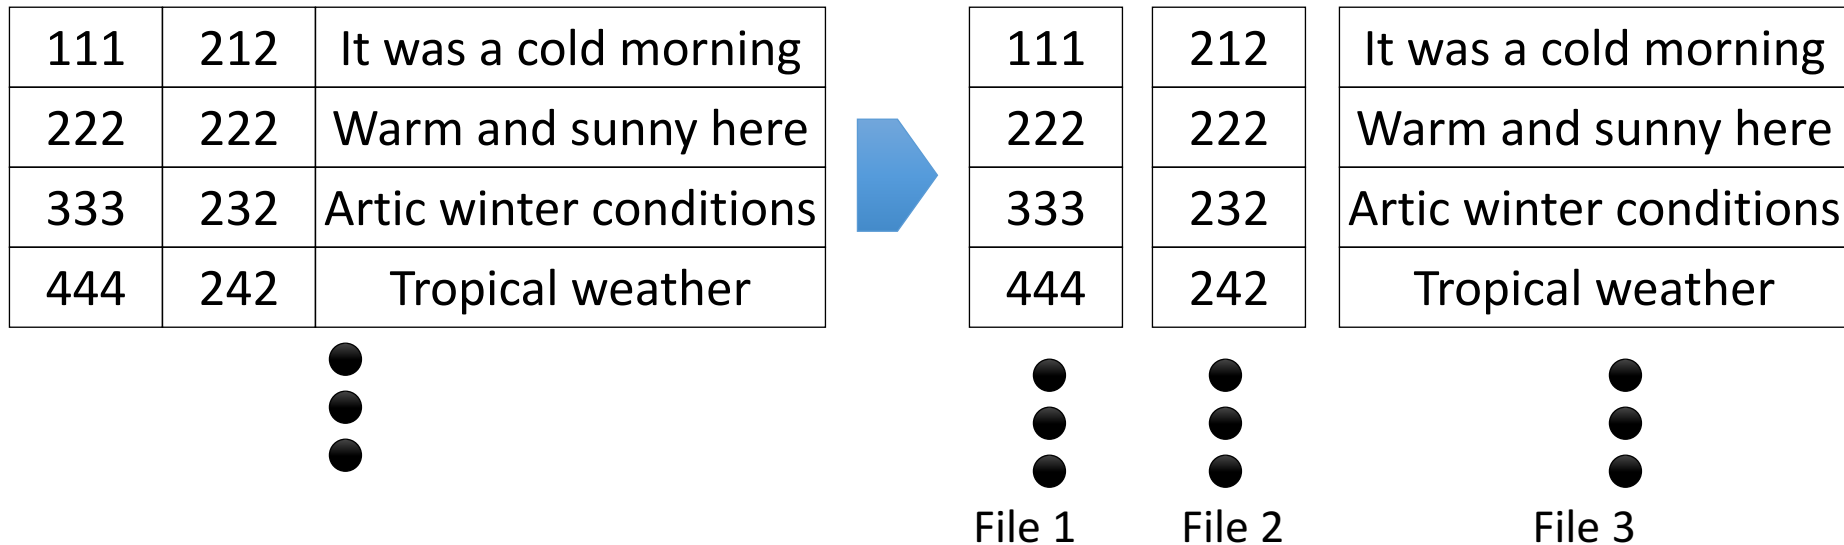 111 212 It was a cold morning 111 212 It was a cold morning
222 222 Warm and sunny here 222 222 Warm and sunny here
333 232 Artic winter conditions 333 232 Artic winter conditions
444 242 Tropical weather 444 242 Tropical weather
File 1 File 2 File 3